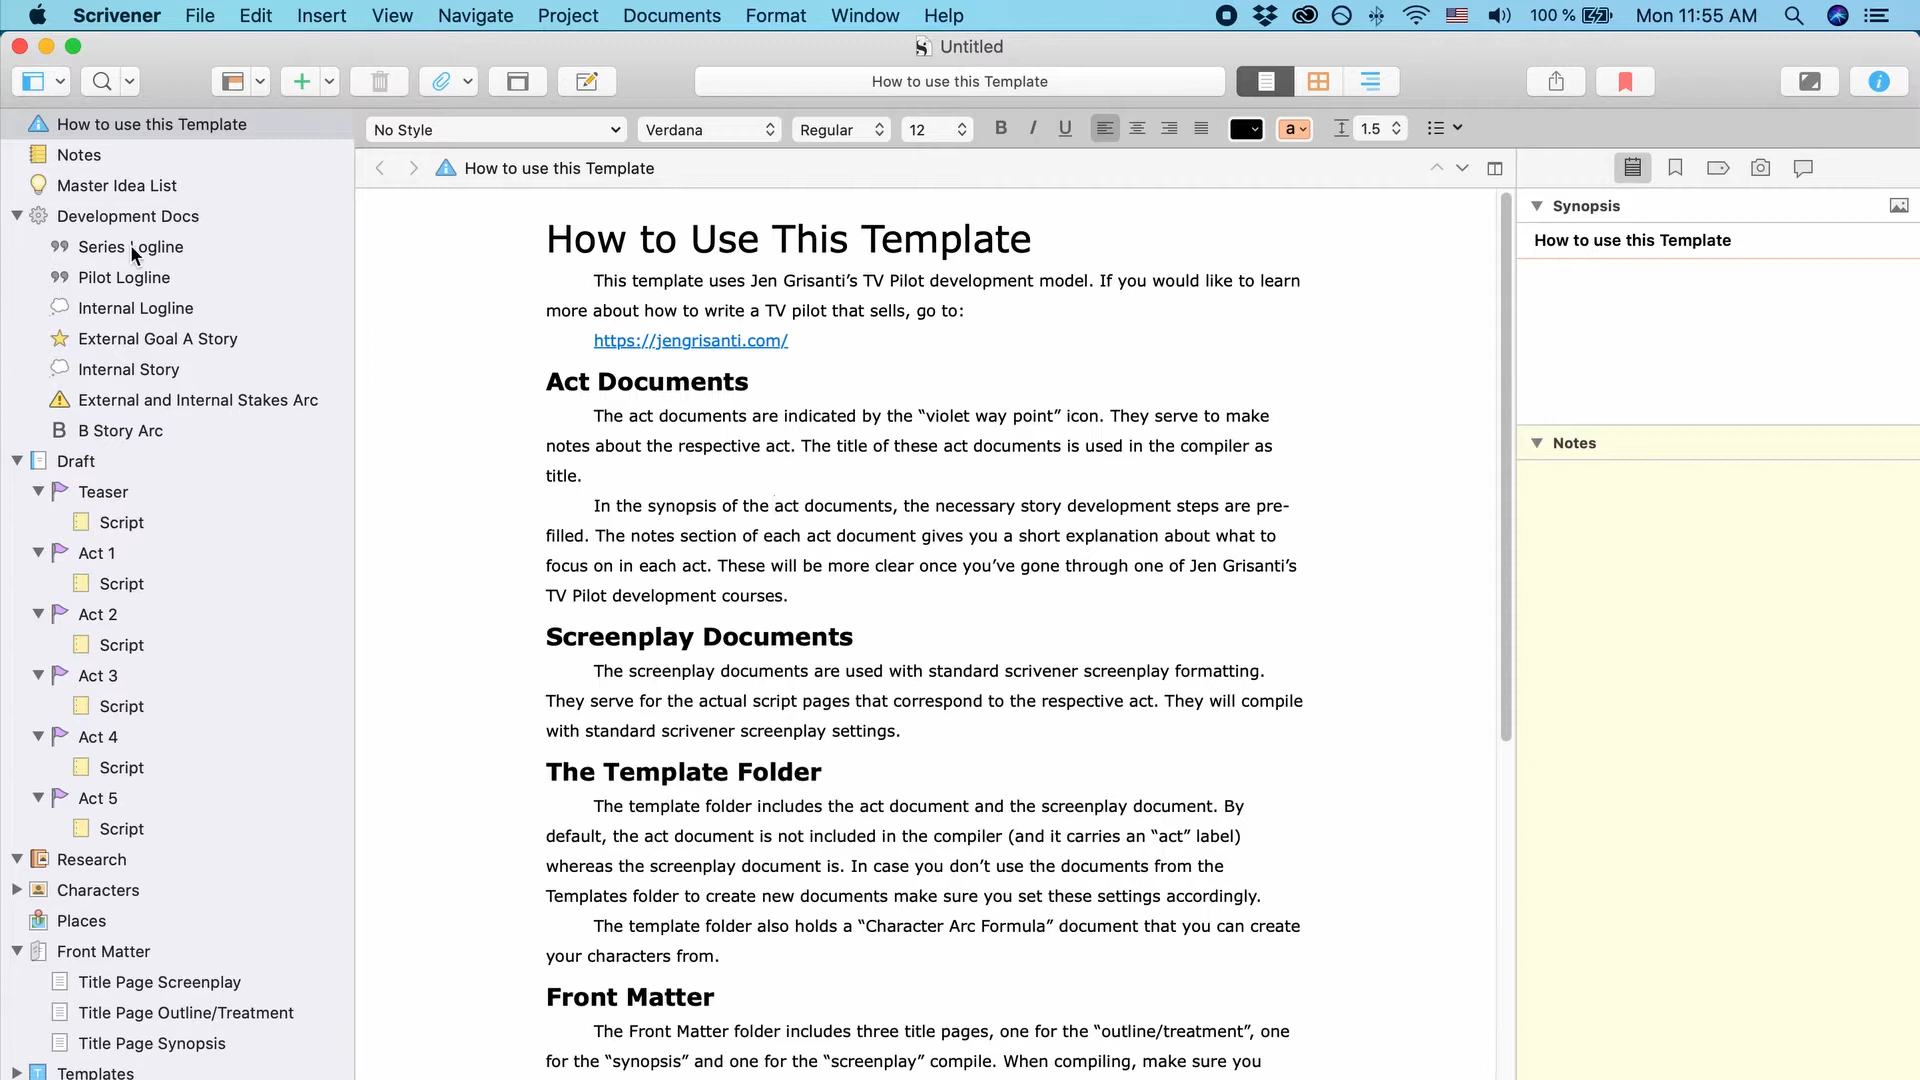 Scrivener File Edit Insert View Navigate Project Documents Format Window Help 100 % Mon 11:55 AM
Untitled
How to use this Template
How to use this Template
Notes
Master Idea List
Development Docs
Series Logline
Pilot Logline
Internal Logline
External Goal A Story
Internal Story
External and Internal Stakes Arc
B Story Arc
Draft
Teaser
Script
Act 1
Script
Act 2
Script
Act 3
Script
Act 4
Script
Act 5
Script
Research
Characters
Places
Front Matter
Title Page Screenplay
Title Page Outline/Treatment
Title Page Synopsis
Templates
No Style Verdana Regular 12 B I U a 1.5
How to use this Template
How to Use This Template
This template uses Jen Grisanti’s TV Pilot development model. If you would like to learn
more about how to write a TV pilot that sells, go to:
https://jengrisanti.com/
Act Documents
The act documents are indicated by the “violet way point” icon. They serve to make
notes about the respective act. The title of these act documents is used in the compiler as
title.
In the synopsis of the act documents, the necessary story development steps are pre-
filled. The notes section of each act document gives you a short explanation about what to
focus on in each act. These will be more clear once you’ve gone through one of Jen Grisanti’s
TV Pilot development courses.
Screenplay Documents
The screenplay documents are used with standard scrivener screenplay formatting.
They serve for the actual script pages that correspond to the respective act. They will compile
with standard scrivener screenplay settings.
The Template Folder
The template folder includes the act document and the screenplay document. By
default, the act document is not included in the compiler (and it carries an “act” label)
whereas the screenplay document is. In case you don’t use the documents from the
Templates folder to create new documents make sure you set these settings accordingly.
The template folder also holds a “Character Arc Formula” document that you can create
your characters from.
Front Matter
The Front Matter folder includes three title pages, one for the “outline/treatment”, one
for the “synopsis” and one for the “screenplay” compile. When compiling, make sure you
Synopsis
How to use this Template
Notes